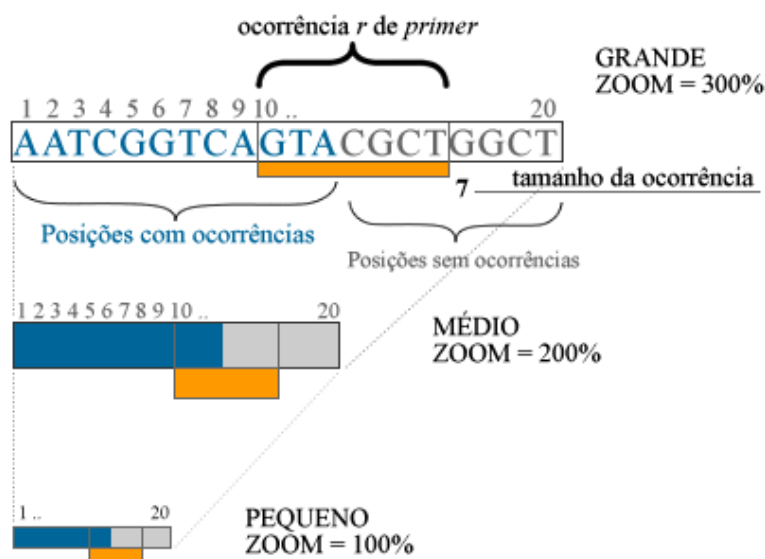 ocorrência r de primer
GRANDE
ZOOM = 300%
1 2 3 4 5 6 7 8 9 10 .. 20
AATCGGTCAGTACGCTGGCT
7 tamanho da ocorrência
Posições com ocorrências
Posições sem ocorrências
1 2 3 4 5 6 7 8 9 10 .. 20
MÉDIO
ZOOM = 200%
1 .. 20
PEQUENO
ZOOM = 100%